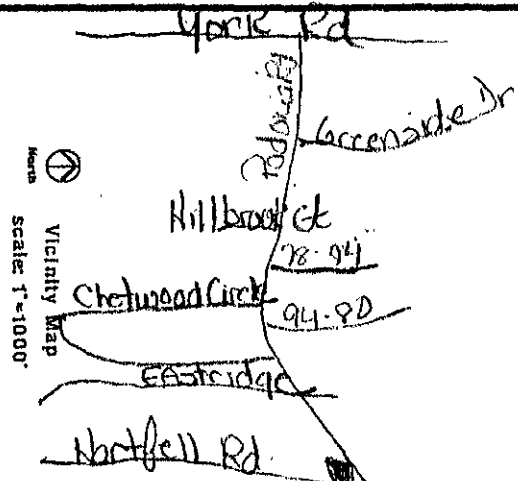 York Rd
Padonia Rd
Greenside Dr
Hillbrook Ct
78-94
Chetwood Circle
94-80
Eastridge
Hartfell Rd
North
Vicinity Map
scale: 1"=1000'